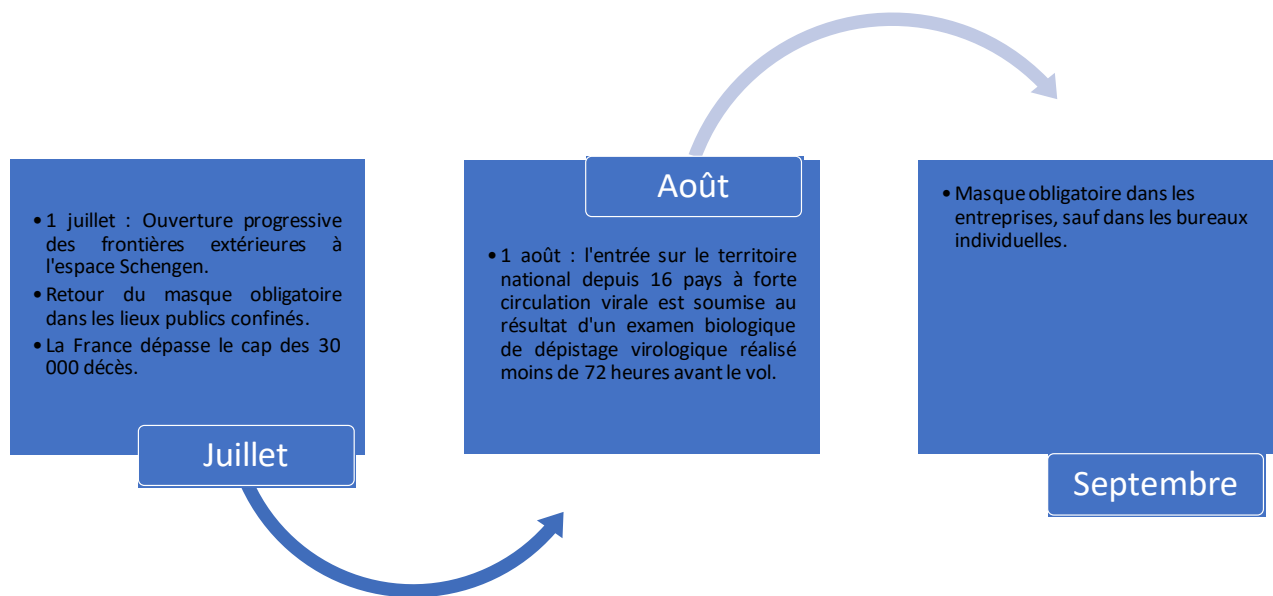 • 1 juillet : Ouverture progressive
des frontières extérieures à
l'espace Schengen.
• Retour du masque obligatoire
dans les lieux publics confinés.
• La France dépasse le cap des 30
000 décès.
Juillet
Août
• 1 août : l'entrée sur le territoire
national depuis 16 pays à forte
circulation virale est soumise au
résultat d'un examen biologique
de dépistage virologique réalisé
moins de 72 heures avant le vol.
• Masque obligatoire dans les
entreprises, sauf dans les bureaux
individuelles.
Septembre